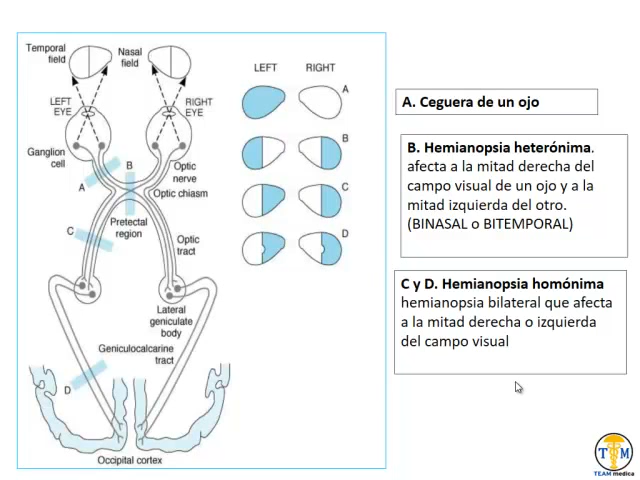 Temporal
field
Nasal
field
LEFT
EYE
RIGHT
EYE
Ganglion
cell
A
B
Optic
nerve
Optic chiasm
Pretectal
region
C
Optic
tract
Lateral
geniculate
body
Geniculocalcarine
tract
D
Occipital cortex
LEFT RIGHT
A
B
C
D
A. Ceguera de un ojo
B. Hemianopsia heterónima.
afecta a la mitad derecha del
campo visual de un ojo y a la
mitad izquierda del otro.
(BINASAL o BITEMPORAL)
C y D. Hemianopsia homónima
hemianopsia bilateral que afecta
a la mitad derecha o izquierda
del campo visual
T M
TEAM medica